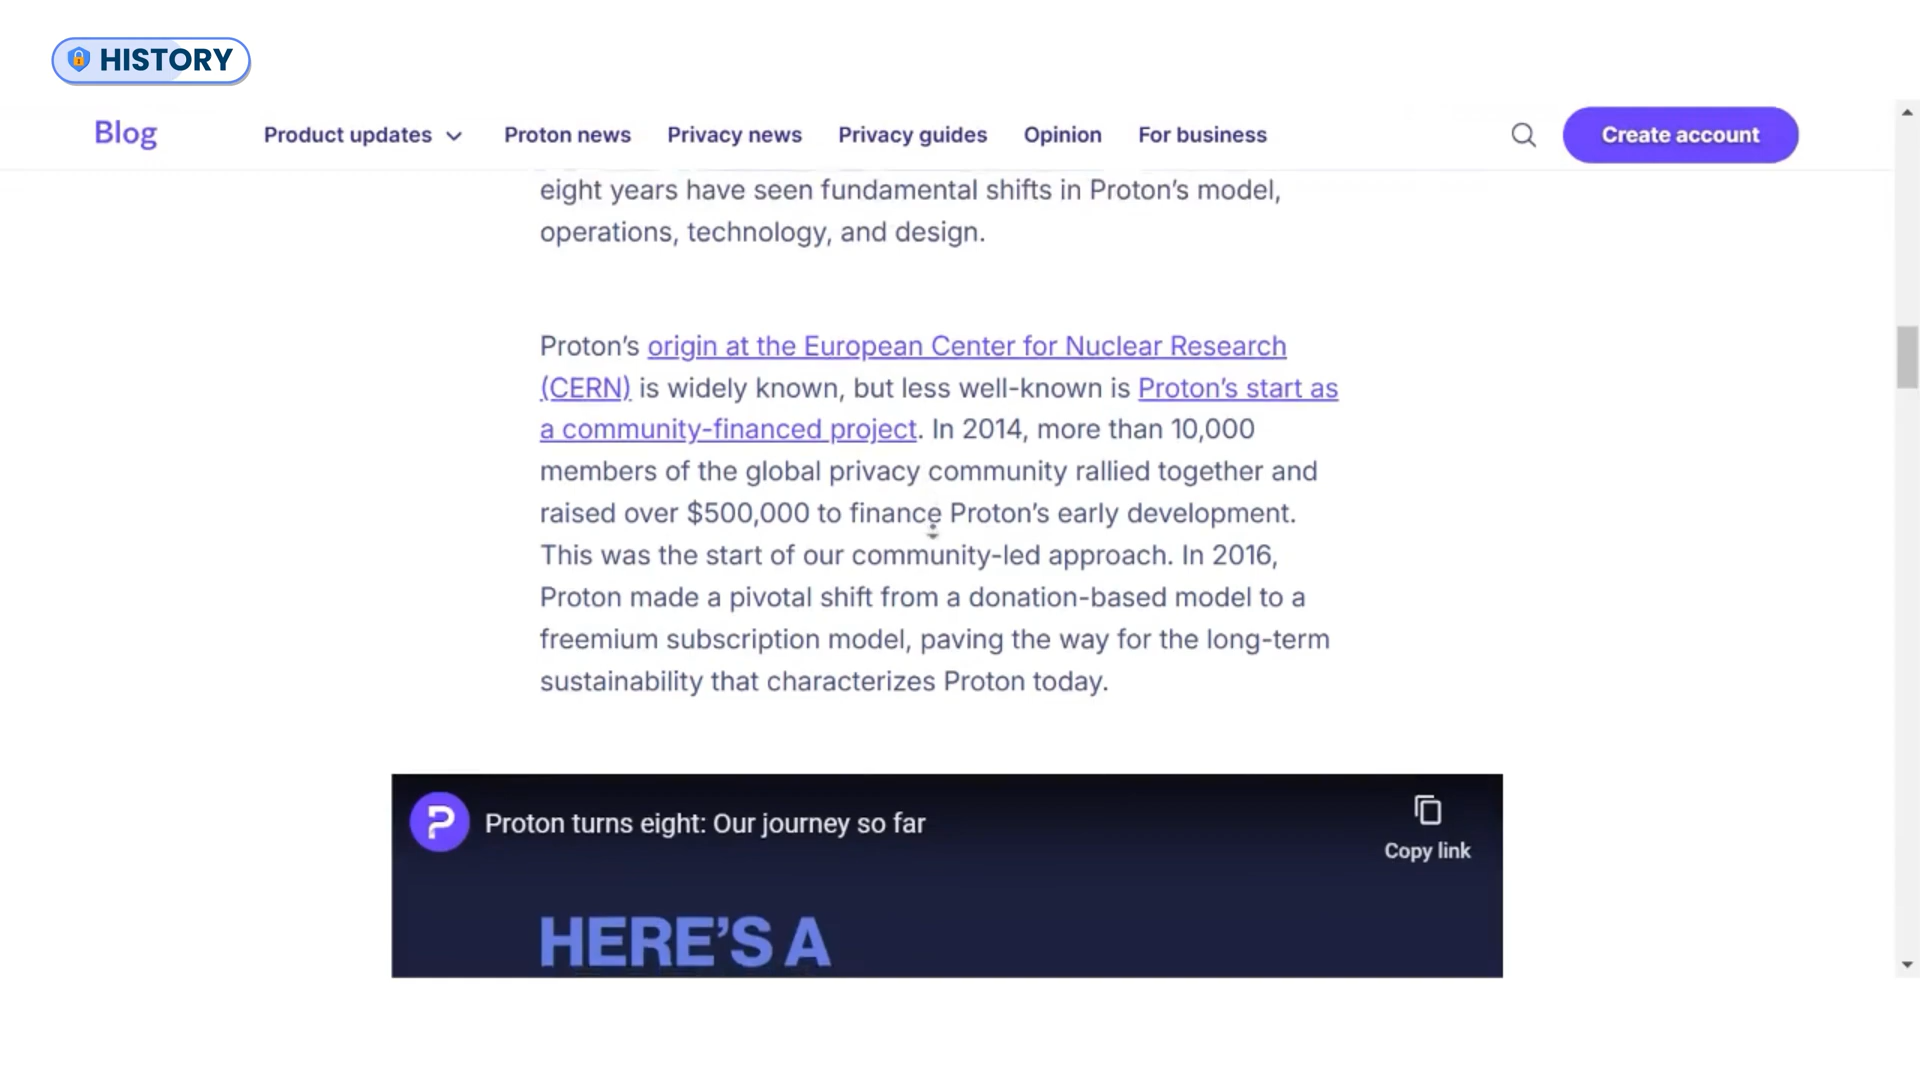 HISTORY
Blog
Product updates
Proton news
Privacy news
Privacy guides
Opinion
For business
Create account
eight years have seen fundamental shifts in Proton’s model,
operations, technology, and design.
Proton’s origin at the European Center for Nuclear Research
(CERN) is widely known, but less well-known is Proton’s start as
a community-financed project. In 2014, more than 10,000
members of the global privacy community rallied together and
raised over $500,000 to finance Proton’s early development.
This was the start of our community-led approach. In 2016,
Proton made a pivotal shift from a donation-based model to a
freemium subscription model, paving the way for the long-term
sustainability that characterizes Proton today.
Proton turns eight: Our journey so far
Copy link
HERE’S A